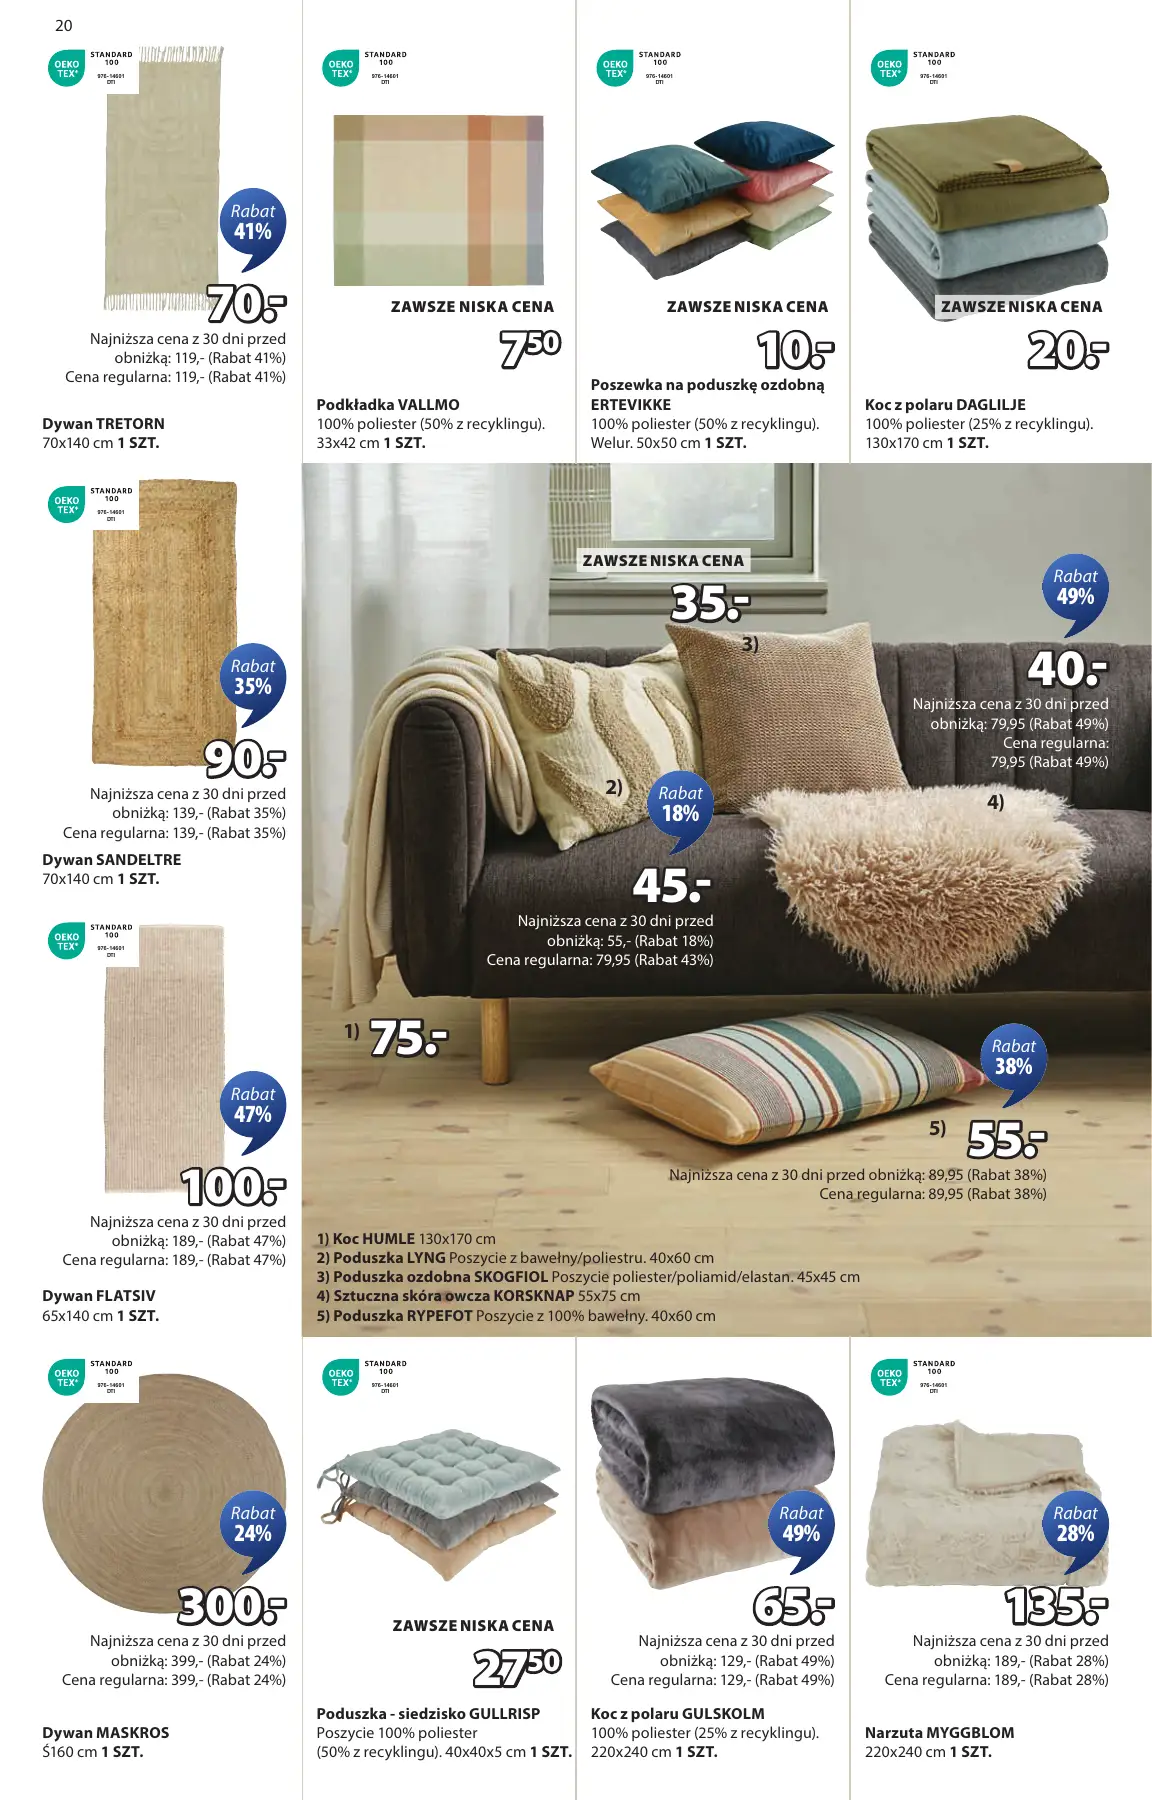 20
OEKO
TEX®
STANDARD
100
976-14601
DTI
Rabat
41%
70.-
Najniższa cena z 30 dni przed
obniżką: 119,- (Rabat 41%)
Cena regularna: 119,- (Rabat 41%)
Dywan TRETORN
70x140 cm 1 SZT.
OEKO
TEX®
STANDARD
100
976-14601
DTI
ZAWSZE NISKA CENA
750
Podkładka VALLMO
100% poliester (50% z recyklingu).
33x42 cm 1 SZT.
OEKO
TEX®
STANDARD
100
976-14601
DTI
ZAWSZE NISKA CENA
10.-
Poszewka na poduszkę ozdobną
ERTEVIKKE
100% poliester (50% z recyklingu).
Welur. 50x50 cm 1 SZT.
OEKO
TEX®
STANDARD
100
976-14601
DTI
ZAWSZE NISKA CENA
20.-
Koc z polaru DAGLILJE
100% poliester (25% z recyklingu).
130x170 cm 1 SZT.
OEKO
TEX®
STANDARD
100
976-14601
DTI
Rabat
35%
90.-
Najniższa cena z 30 dni przed
obniżką: 139,- (Rabat 35%)
Cena regularna: 139,- (Rabat 35%)
Dywan SANDELTRE
70x140 cm 1 SZT.
OEKO
TEX®
STANDARD
100
976-14601
DTI
Rabat
47%
100.-
Najniższa cena z 30 dni przed
obniżką: 189,- (Rabat 47%)
Cena regularna: 189,- (Rabat 47%)
Dywan FLATSIV
65x140 cm 1 SZT.
ZAWSZE NISKA CENA
35.-
3)
Rabat
49%
40.-
Najniższa cena z 30 dni przed
obniżką: 79,95 (Rabat 49%)
Cena regularna:
79,95 (Rabat 49%)
4)
2)
Rabat
18%
45.-
Najniższa cena z 30 dni przed
obniżką: 55,- (Rabat 18%)
Cena regularna: 79,95 (Rabat 43%)
1) 75.-
Rabat
38%
5) 55.-
Najniższa cena z 30 dni przed obniżką: 89,95 (Rabat 38%)
Cena regularna: 89,95 (Rabat 38%)
1) Koc HUMLE 130x170 cm
2) Poduszka LYNG Poszycie z bawełny/poliestru. 40x60 cm
3) Poduszka ozdobna SKOGFIOL Poszycie poliester/poliamid/elastan. 45x45 cm
4) Sztuczna skóra owcza KORSKNAP 55x75 cm
5) Poduszka RYPEFOT Poszycie z 100% bawełny. 40x60 cm
OEKO
TEX®
STANDARD
100
976-14601
DTI
Rabat
24%
300.-
Najniższa cena z 30 dni przed
obniżką: 399,- (Rabat 24%)
Cena regularna: 399,- (Rabat 24%)
Dywan MASKROS
Ś160 cm 1 SZT.
OEKO
TEX®
STANDARD
100
976-14601
DTI
ZAWSZE NISKA CENA
2750
Poduszka - siedzisko GULLRISP
Poszycie 100% poliester
(50% z recyklingu). 40x40x5 cm 1 SZT.
Rabat
49%
65.-
Najniższa cena z 30 dni przed
obniżką: 129,- (Rabat 49%)
Cena regularna: 129,- (Rabat 49%)
Koc z polaru GULSKOLM
100% poliester (25% z recyklingu).
220x240 cm 1 SZT.
OEKO
TEX®
STANDARD
100
976-14601
DTI
Rabat
28%
135.-
Najniższa cena z 30 dni przed
obniżką: 189,- (Rabat 28%)
Cena regularna: 189,- (Rabat 28%)
Narzuta MYGGBLOM
220x240 cm 1 SZT.